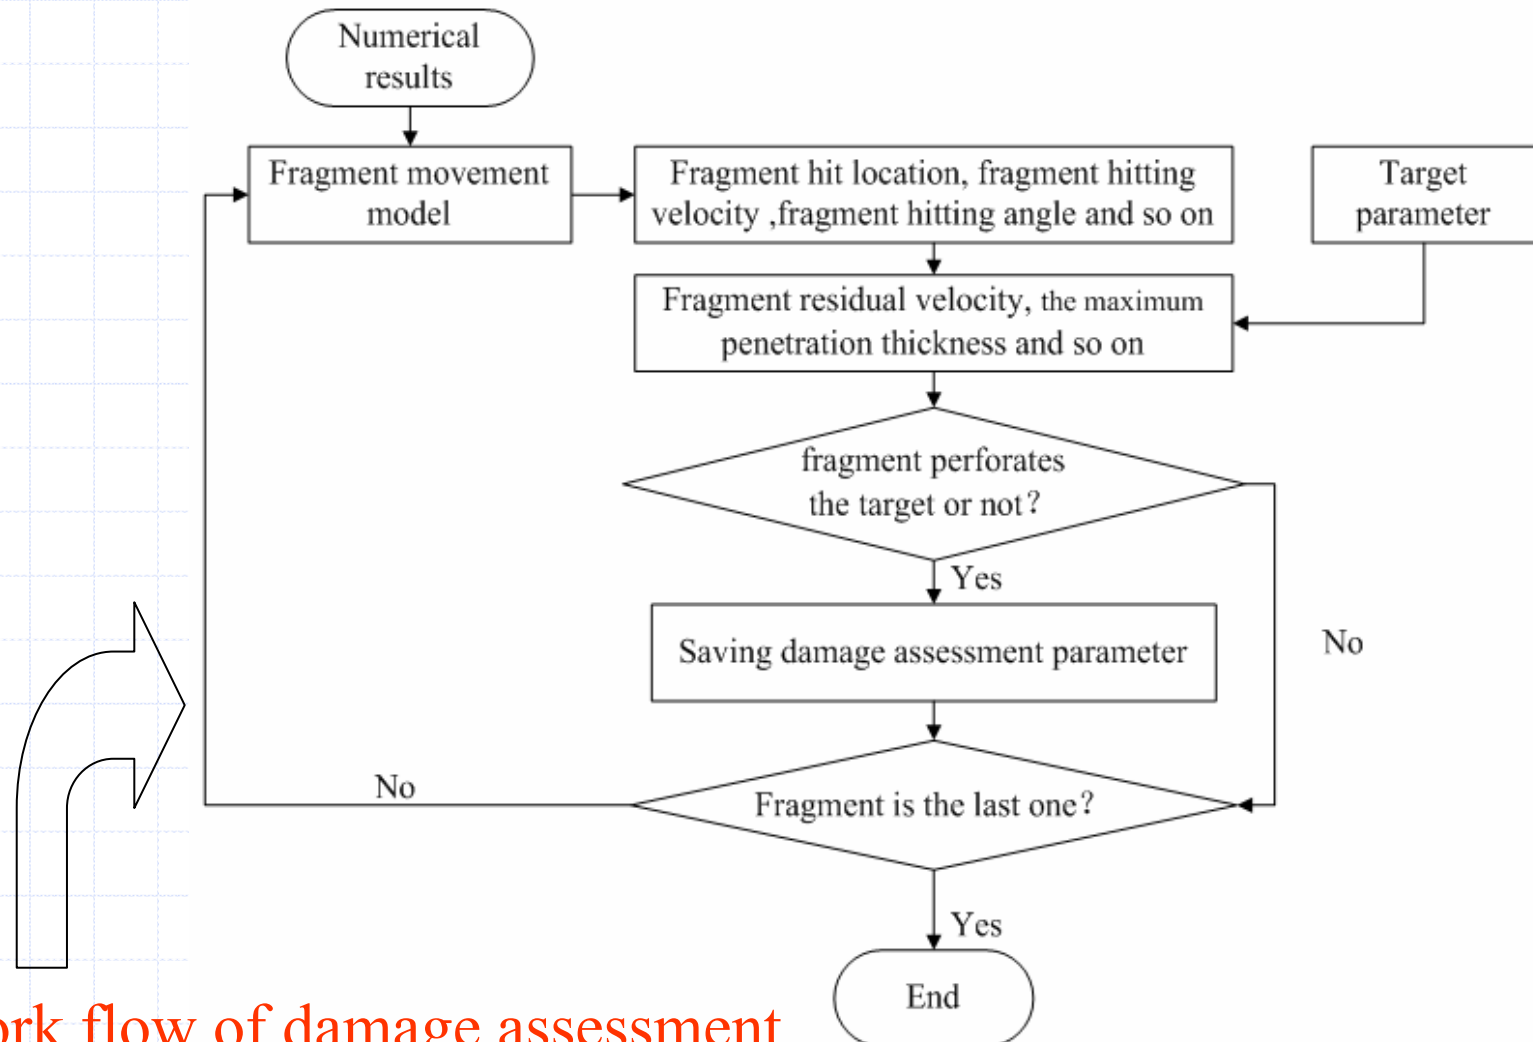 Numerical
results
Fragment movement
model
Fragment hit location, fragment hitting
velocity ,fragment hitting angle and so on
Target
parameter
Fragment residual velocity, the maximum
penetration thickness and so on
fragment perforates
the target or not?
Yes
No
Saving damage assessment parameter
No
Fragment is the last one?
Yes
End
flow of damage assessment